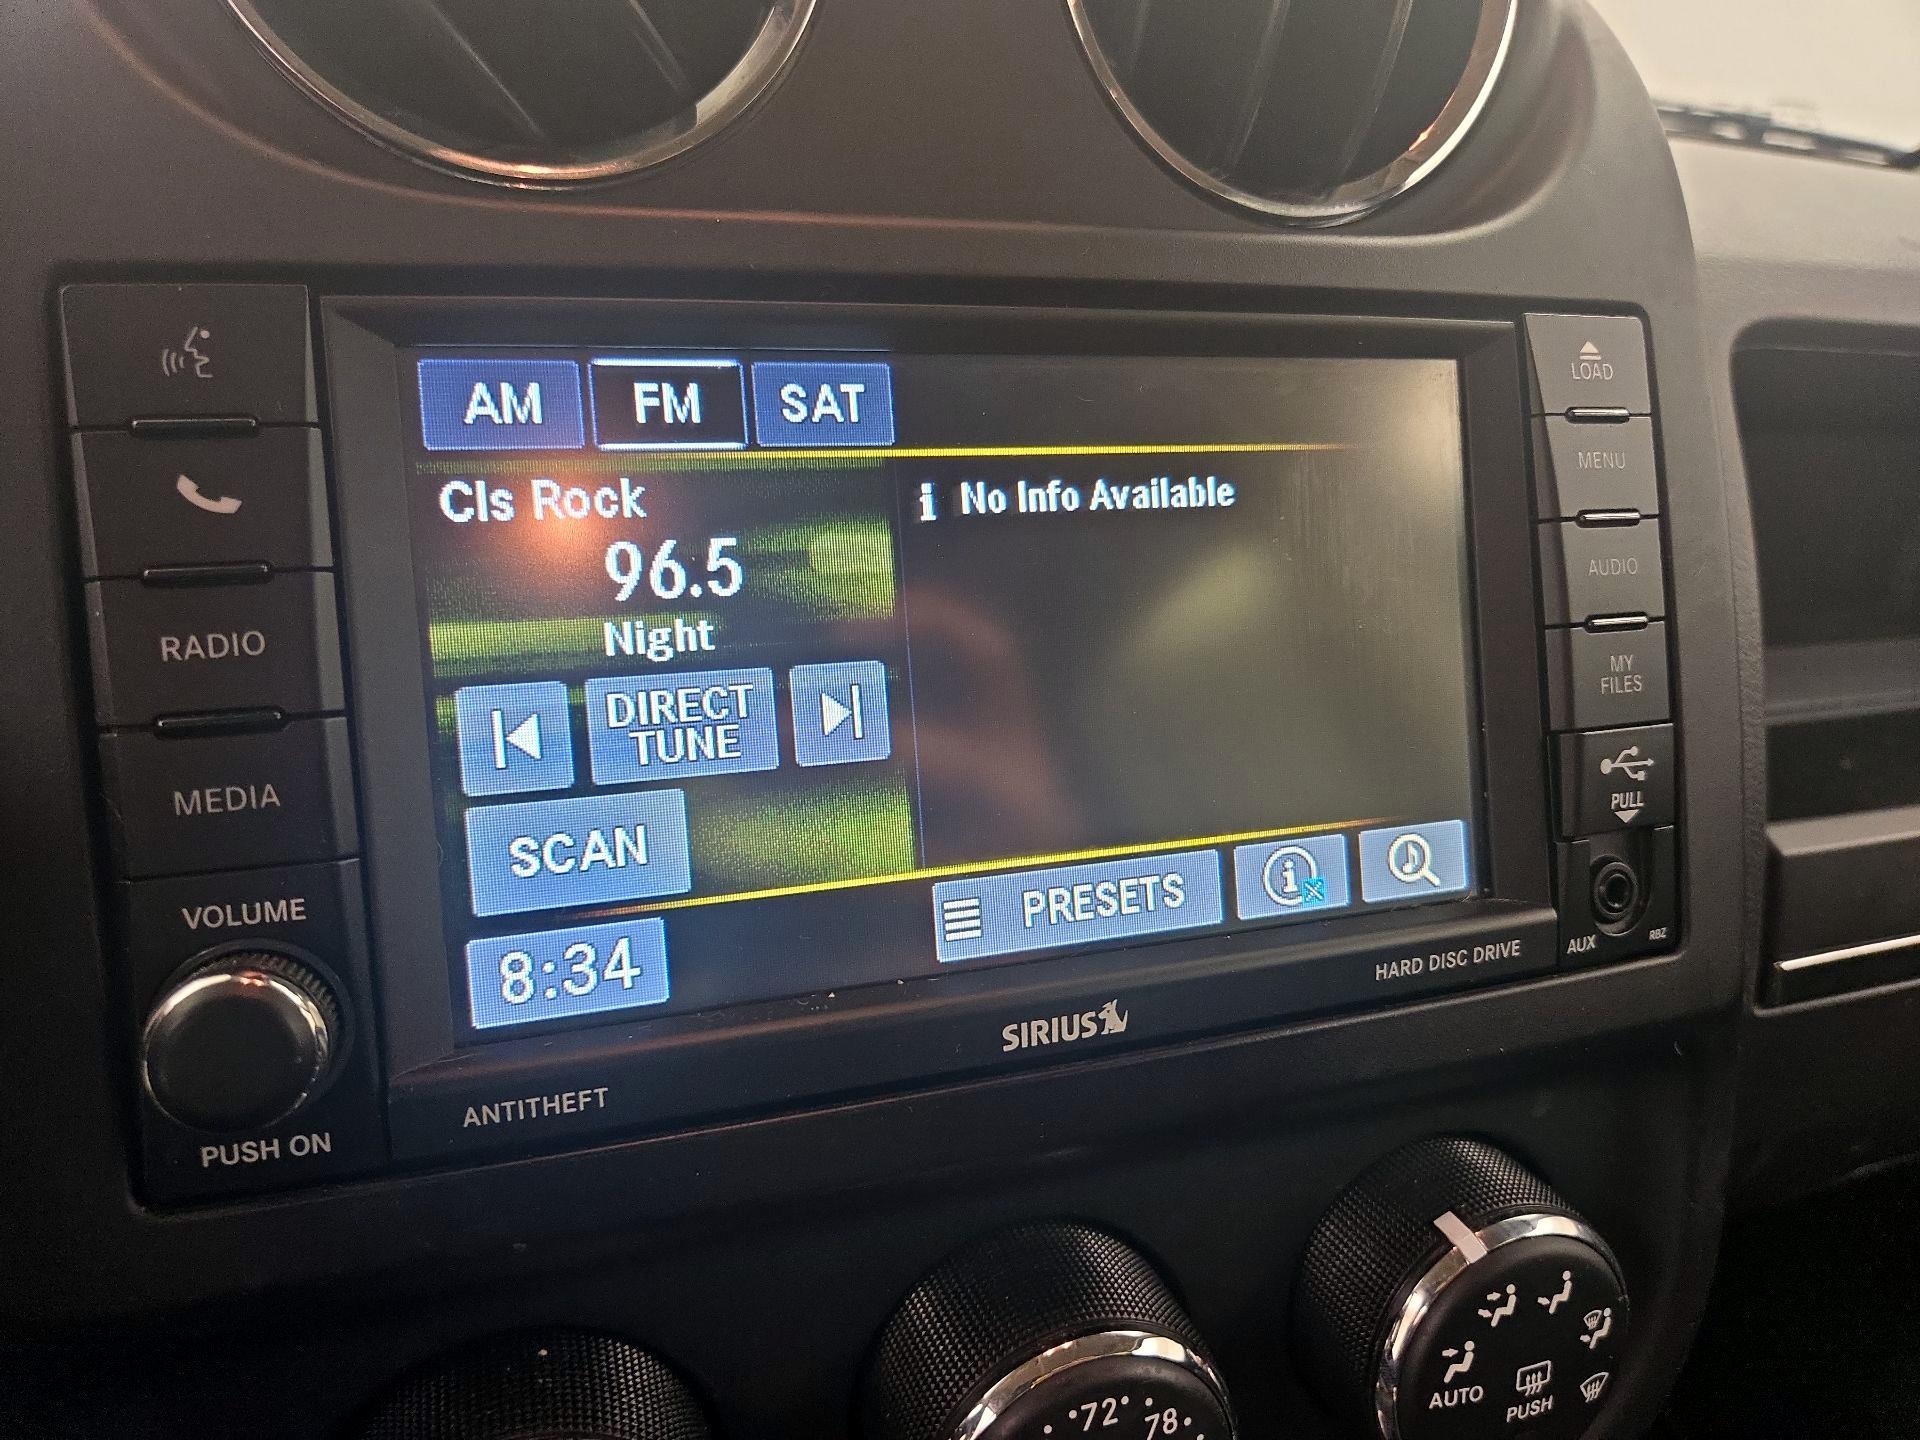 AM FM SAT
Cls Rock
96.5
Night
DIRECT
TUNE
SCAN
8:34
No Info Available
PRESETS
RADIO
MEDIA
VOLUME
PUSH ON
ANTITHEFT
SIRIUS
HARD DISC DRIVE
LOAD
MENU
AUDIO
MY
FILES
PULL
AUX RBZ
72 78
AUTO
PUSH